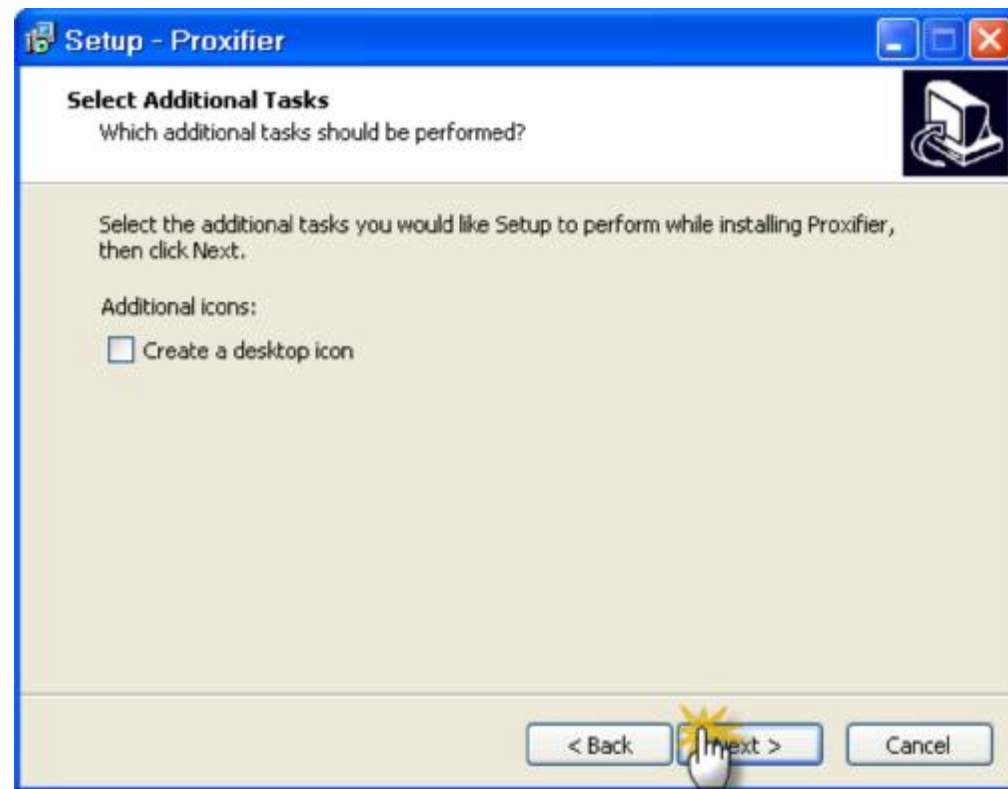 Setup - Proxifier
Select Additional Tasks
Which additional tasks should be performed?
Select the additional tasks you would like Setup to perform while installing Proxifier,
then click Next.
Additional icons:
Create a desktop icon
< Back Next > Cancel